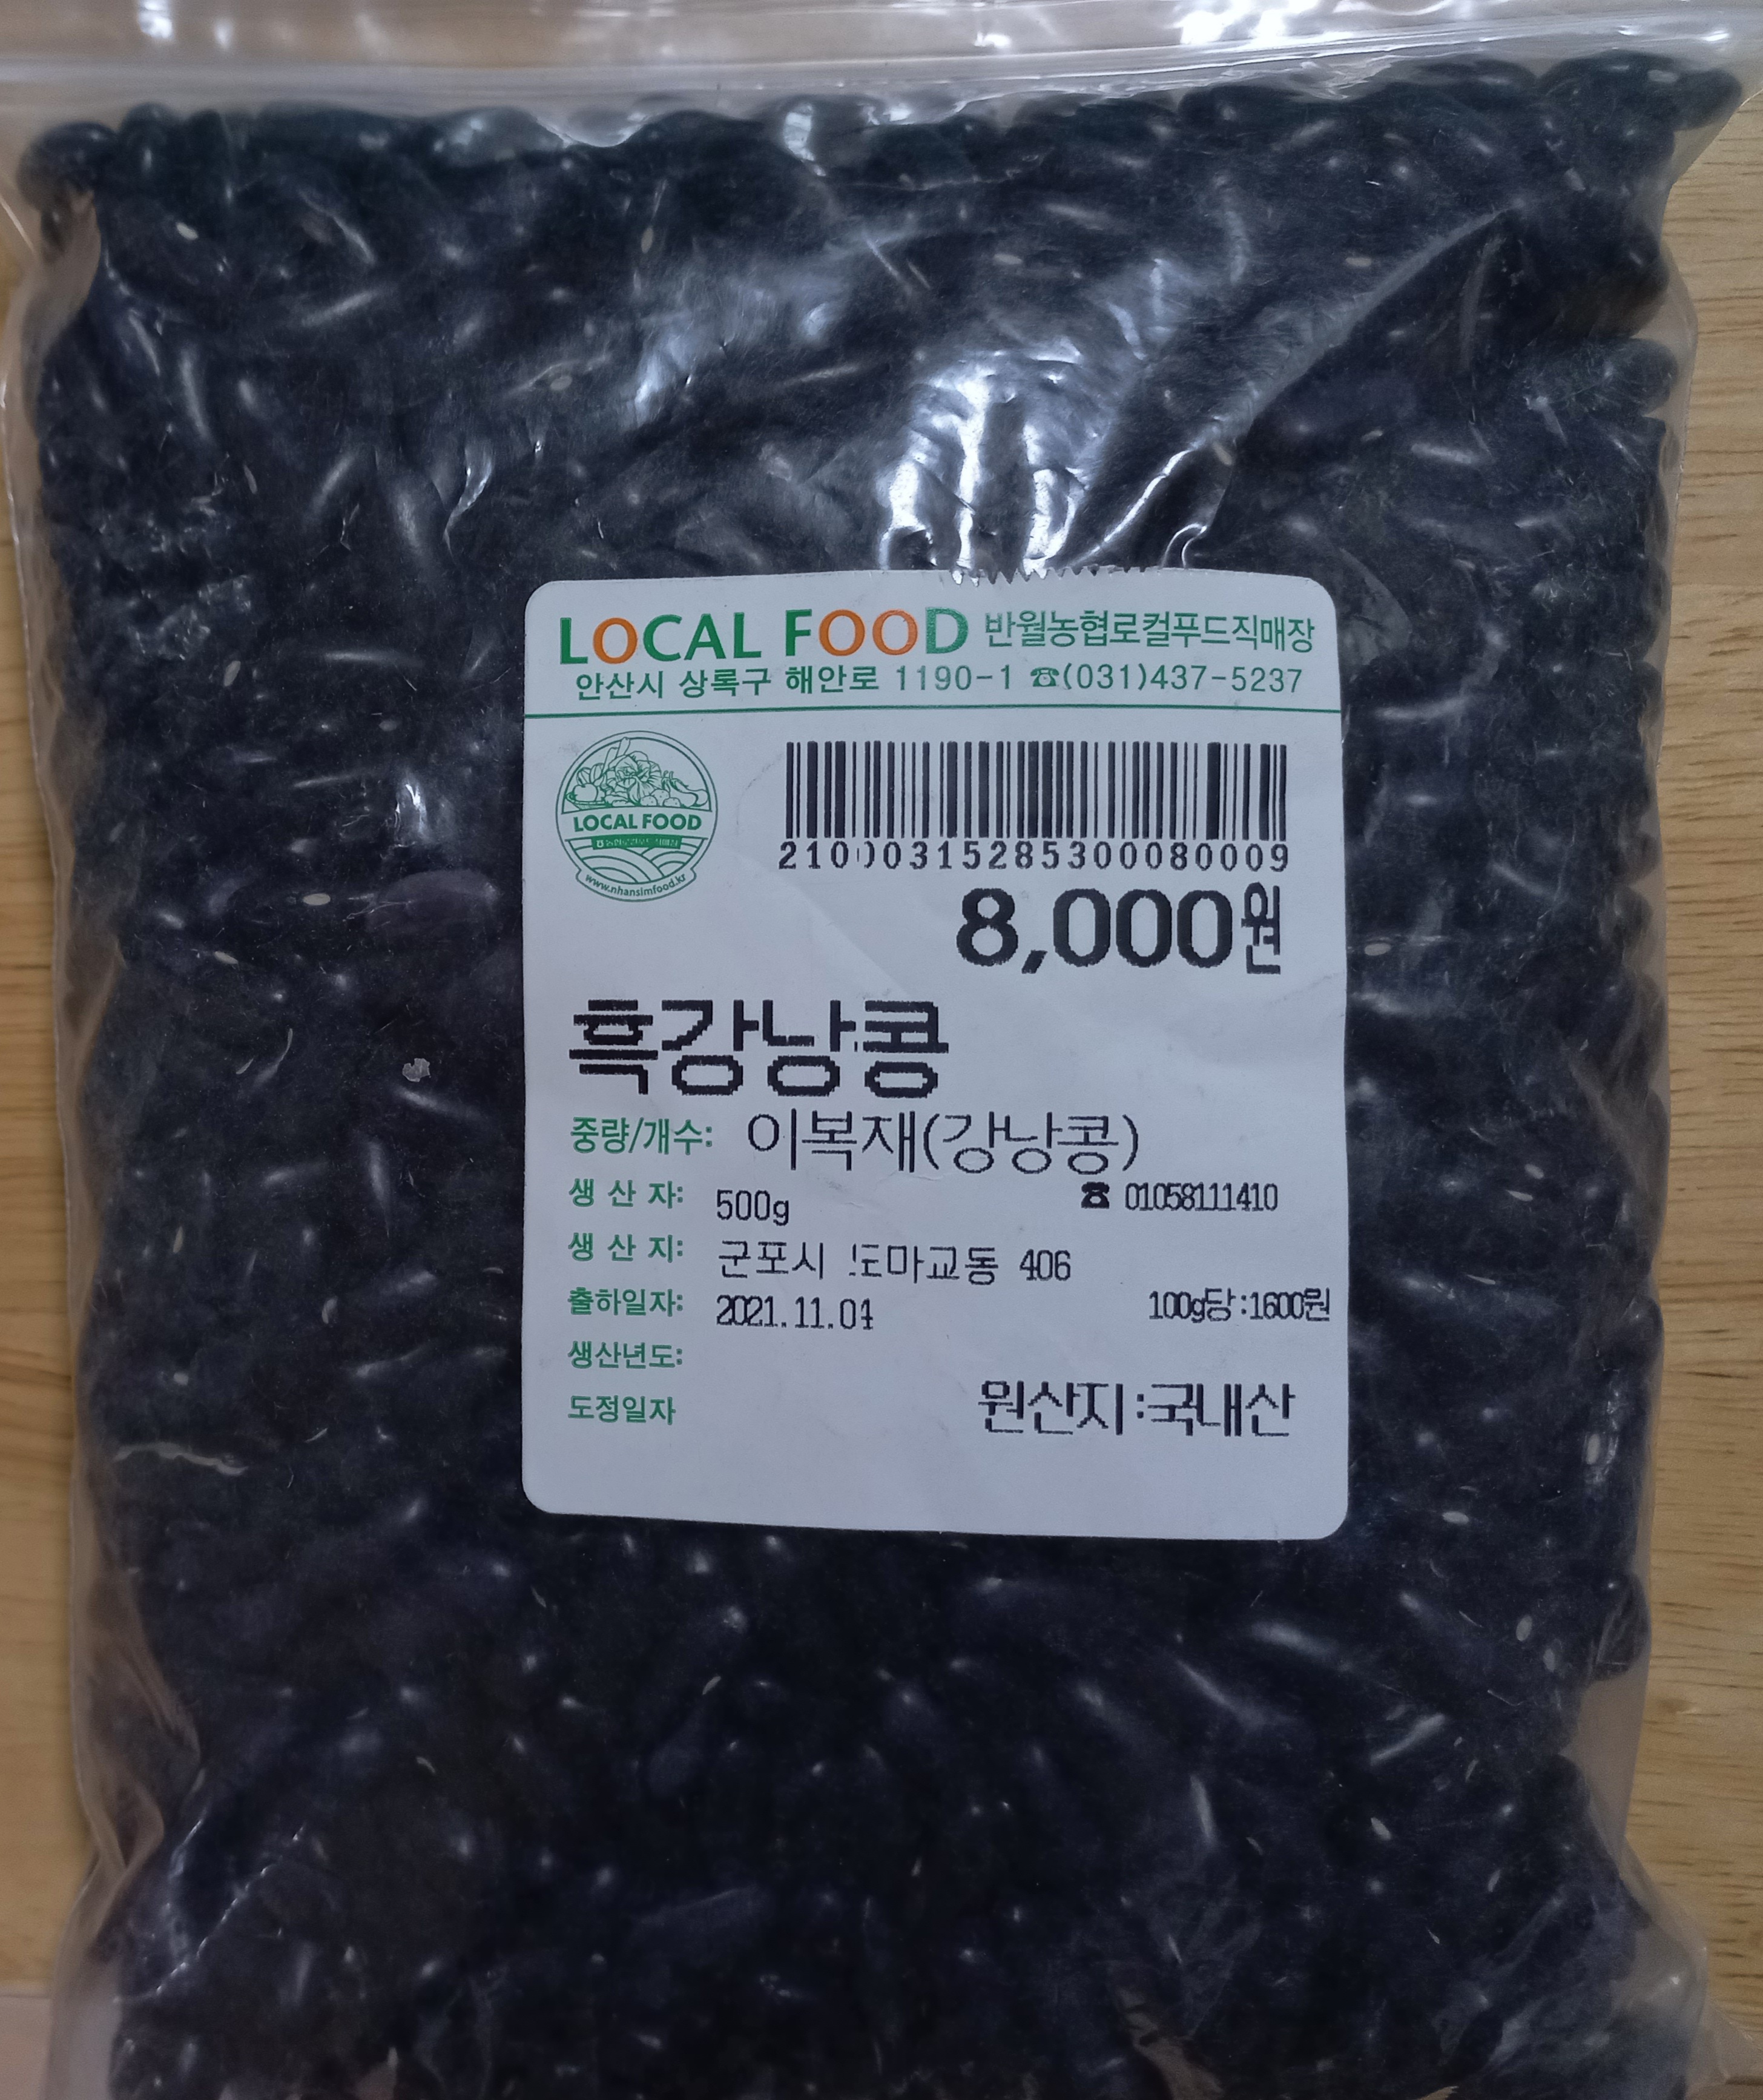 LOCAL FOOD 반월농협로컬푸드직매장
안산시 상록구 해안로 1190-1 ☎(031)437-5237
LOCAL FOOD
www.nhansimfood.kr
21000315285300080009
8,000원
흑강낭콩
중량/개수: 이복재(강낭콩)
생 산 자: 500g ☎ 01058111410
생 산 지: 군포시 도마교동 406
출하일자: 2021.11.04 100g당:1600원
생산년도:
도정일자 원산지:국내산